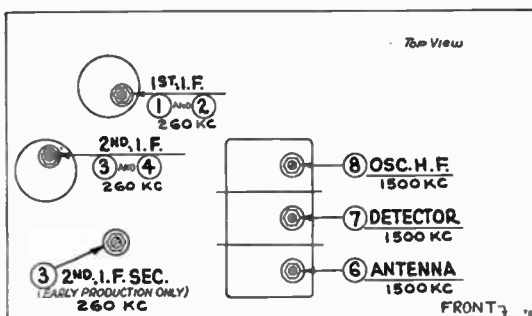 Top View
1ST, I.F.
1 AND 2
260 KC
2ND, I.F.
3 AND 4
260 KC
8 OSC. H.F.
1500 KC
7 DETECTOR
1500 KC
3 2ND, I.F. SEC.
(EARLY PRODUCTION ONLY)
260 KC
6 ANTENNA
1500 KC
FRONT